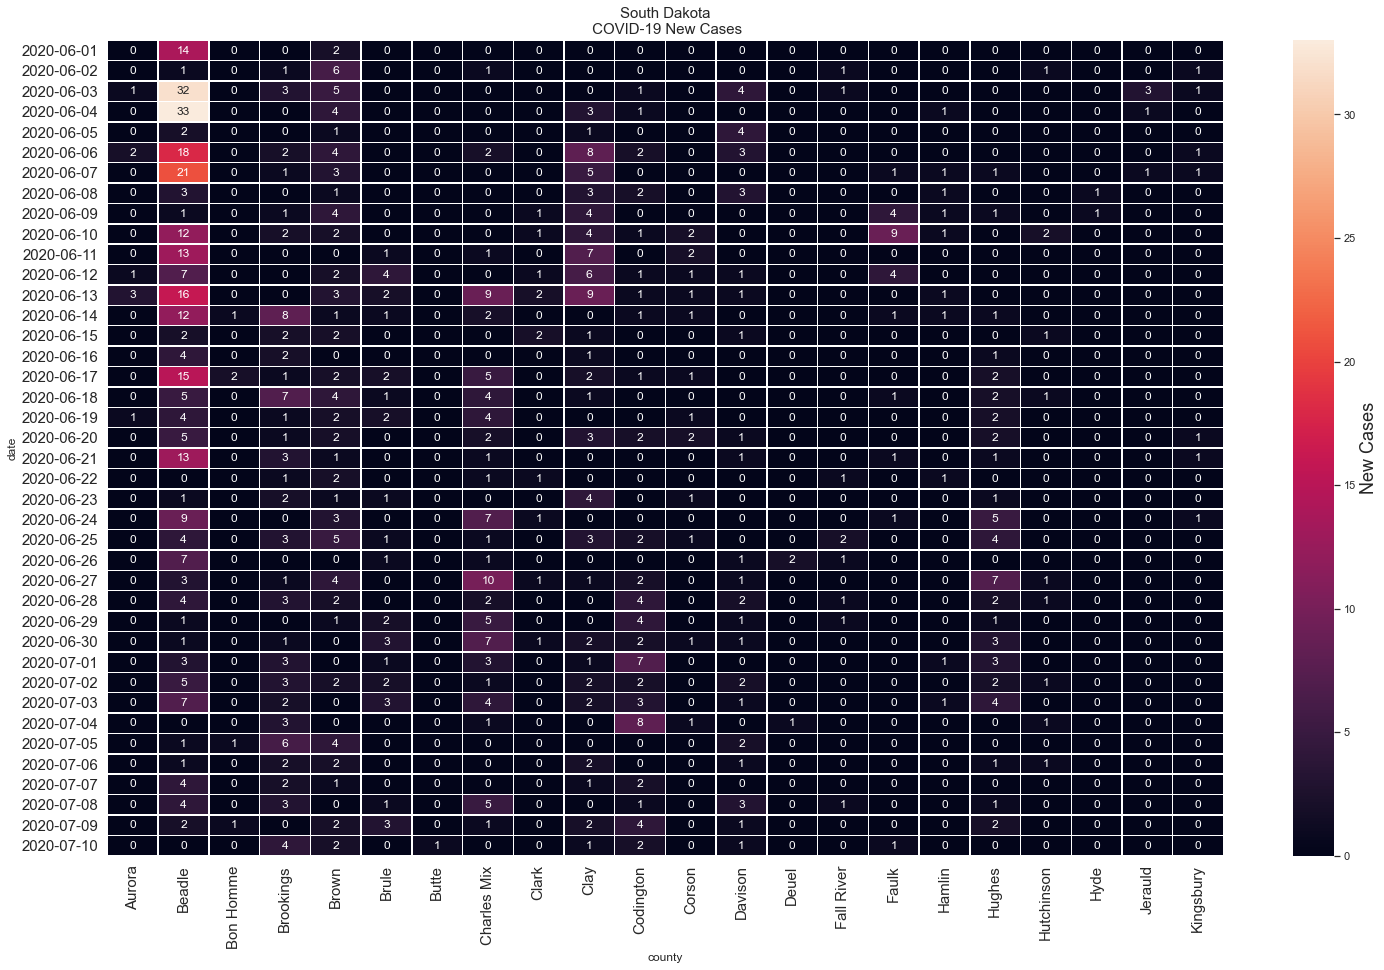 South Dakota
COVID-19 New Cases
2020-06-01 0 14 0 0 2 0 0 0 0 0 0 0 0 0 0 0 0 0 0 0 0 0
2020-06-02 0 1 0 1 6 0 0 1 0 0 0 0 0 0 1 0 0 0 1 0 0 1
2020-06-03 1 32 0 3 5 0 0 0 0 0 1 0 4 0 1 0 0 0 0 0 3 1
2020-06-04 0 33 0 0 4 0 0 0 0 3 1 0 0 0 0 0 1 0 0 0 1 0
2020-06-05 0 2 0 0 1 0 0 0 0 1 0 0 4 0 0 0 0 0 0 0 0 0
2020-06-06 2 18 0 2 4 0 0 2 0 8 2 0 3 0 0 0 0 0 0 0 0 1
2020-06-07 0 21 0 1 3 0 0 0 0 5 0 0 0 0 0 1 1 1 0 0 1 1
2020-06-08 0 3 0 0 1 0 0 0 0 3 2 0 3 0 0 0 1 0 0 1 0 0
2020-06-09 0 1 0 1 4 0 0 0 1 4 0 0 0 0 0 4 1 1 0 1 0 0
2020-06-10 0 12 0 2 2 0 0 0 1 4 1 2 0 0 0 9 1 0 2 0 0 0
2020-06-11 0 13 0 0 0 1 0 1 0 7 0 2 0 0 0 0 0 0 0 0 0 0
2020-06-12 1 7 0 0 2 4 0 0 1 6 1 1 1 0 0 4 0 0 0 0 0 0
2020-06-13 3 16 0 0 3 2 0 9 2 9 1 1 1 0 0 0 1 0 0 0 0 0
2020-06-14 0 12 1 8 1 1 0 2 0 0 1 1 0 0 0 1 1 1 0 0 0 0
2020-06-15 0 2 0 2 2 0 0 0 2 1 0 0 1 0 0 0 0 0 1 0 0 0
2020-06-16 0 4 0 2 0 0 0 0 0 1 0 0 0 0 0 0 0 1 0 0 0 0
2020-06-17 0 15 2 1 2 2 0 5 0 2 1 1 0 0 0 0 0 2 0 0 0 0
2020-06-18 0 5 0 7 4 1 0 4 0 1 0 0 0 0 0 1 0 2 1 0 0 0
2020-06-19 1 4 0 1 2 2 0 4 0 0 0 1 0 0 0 0 0 2 0 0 0 0
2020-06-20 0 5 0 1 2 0 0 2 0 3 2 2 1 0 0 0 0 2 0 0 0 1
2020-06-21 0 13 0 3 1 0 0 1 0 0 0 0 1 0 0 1 0 1 0 0 0 1
2020-06-22 0 0 0 1 2 0 0 1 1 0 0 0 0 0 1 0 1 0 0 0 0 0
2020-06-23 0 1 0 2 1 1 0 0 0 4 0 1 0 0 0 0 0 1 0 0 0 0
2020-06-24 0 9 0 0 3 0 0 7 1 0 0 0 0 0 0 1 0 5 0 0 0 1
2020-06-25 0 4 0 3 5 1 0 1 0 3 2 1 0 0 2 0 0 4 0 0 0 0
2020-06-26 0 7 0 0 0 1 0 1 0 0 0 0 1 2 1 0 0 0 0 0 0 0
2020-06-27 0 3 0 1 4 0 0 10 1 1 2 0 1 0 0 0 0 7 1 0 0 0
2020-06-28 0 4 0 3 2 0 0 2 0 0 4 0 2 0 1 0 0 2 1 0 0 0
2020-06-29 0 1 0 0 1 2 0 5 0 0 4 0 1 0 1 0 0 1 0 0 0 0
2020-06-30 0 1 0 1 0 3 0 7 1 2 2 1 1 0 0 0 0 3 0 0 0 0
2020-07-01 0 3 0 3 0 1 0 3 0 1 7 0 0 0 0 0 1 3 0 0 0 0
2020-07-02 0 5 0 3 2 2 0 1 0 2 2 0 2 0 0 0 0 2 1 0 0 0
2020-07-03 0 7 0 2 0 3 0 4 0 2 3 0 1 0 0 0 1 4 0 0 0 0
2020-07-04 0 0 0 3 0 0 0 1 0 0 8 1 0 1 0 0 0 0 1 0 0 0
2020-07-05 0 1 1 6 4 0 0 0 0 0 0 0 2 0 0 0 0 0 0 0 0 0
2020-07-06 0 1 0 2 2 0 0 0 0 2 0 0 1 0 0 0 0 1 1 0 0 0
2020-07-07 0 4 0 2 1 0 0 0 0 1 2 0 0 0 0 0 0 0 0 0 0 0
2020-07-08 0 4 0 3 0 1 0 5 0 0 1 0 3 0 1 0 0 1 0 0 0 0
2020-07-09 0 2 1 0 2 3 0 1 0 2 4 0 1 0 0 0 0 2 0 0 0 0
2020-07-10 0 0 0 4 2 0 1 0 0 1 2 0 1 0 0 1 0 0 0 0 0 0
date
Aurora Beadle Bon Homme Brookings Brown Brule Butte Charles Mix Clark Clay Codington Corson Davison Deuel Fall River Faulk Hamlin Hughes Hutchinson Hyde Jerauld Kingsbury
county
30
25
20
15
10
5
0
New Cases